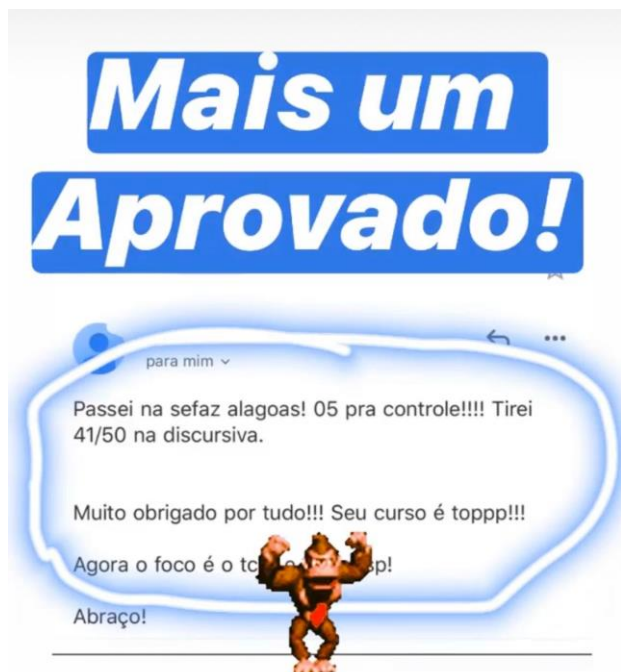 Mais um
Aprovado!
para mim
Passei na sefaz alagoas! 05 pra controle!!!! Tirei
41/50 na discursiva.
Muito obrigado por tudo!!! Seu curso é toppp!!!
Agora o foco é o
Abraço!